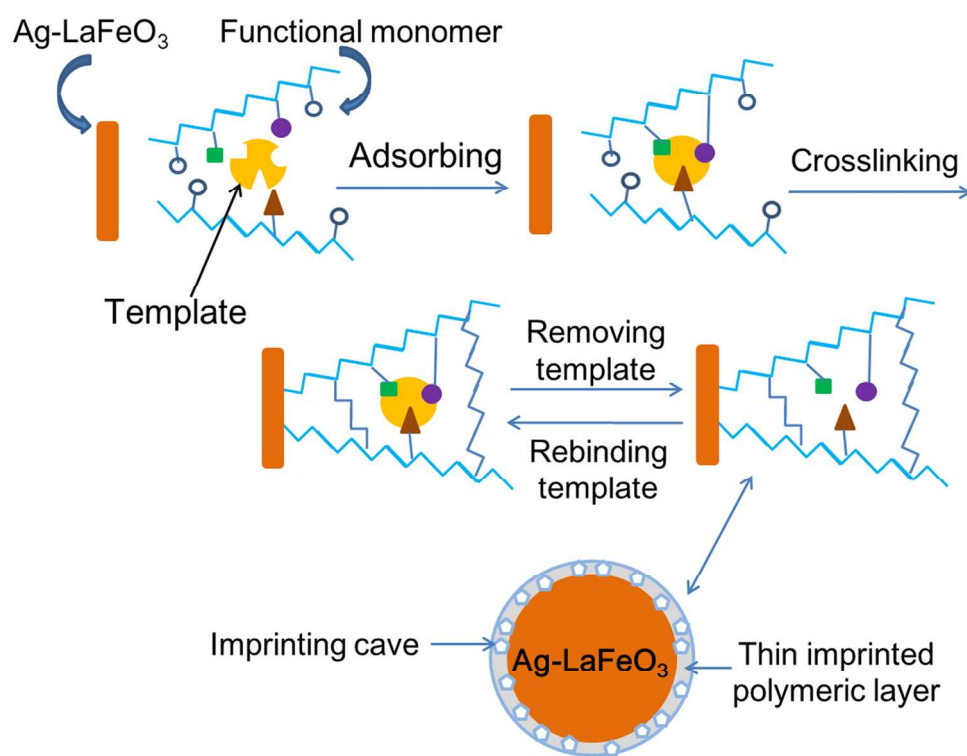 Ag-LaFeO₃
Functional monomer
Adsorbing
Crosslinking
Template
Removing
template
Rebinding
template
Imprinting cave
Ag-LaFeO₃
Thin imprinted
polymeric layer